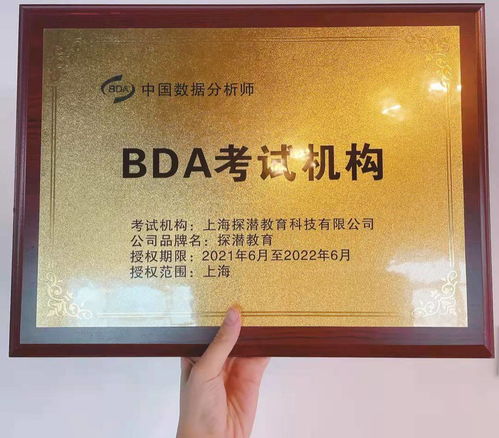 BDA 中国数据分析师
BDA考试机构
考试机构：上海探潜教育科技有限公司
公司品牌名：探潜教育
授权期限：2021年6月至2022年6月
授权范围：上海